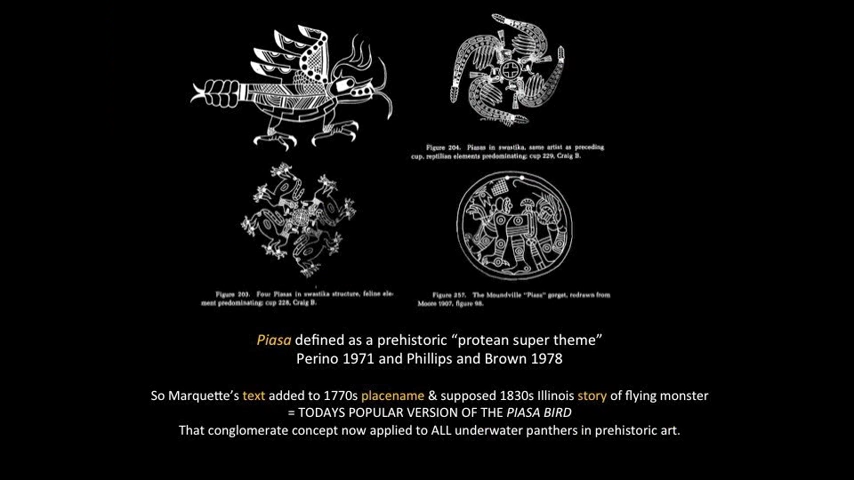 Figure 204. Piasas in swastika, same artist as preceding
cup, reptilian elements predominating; cup 229, Craig B.
Figure 203. Four Piasas in swastika structure, feline ele-
ment predominating; cup 228, Craig B.
Figure 257. The Moundville "Piasa" gorget, redrawn from
Moore 1907, figure 98.
Piasa defined as a prehistoric “protean super theme”
Perino 1971 and Phillips and Brown 1978
So Marquette’s text added to 1770s placename & supposed 1830s Illinois story of flying monster
= TODAYS POPULAR VERSION OF THE PIASA BIRD
That conglomerate concept now applied to ALL underwater panthers in prehistoric art.